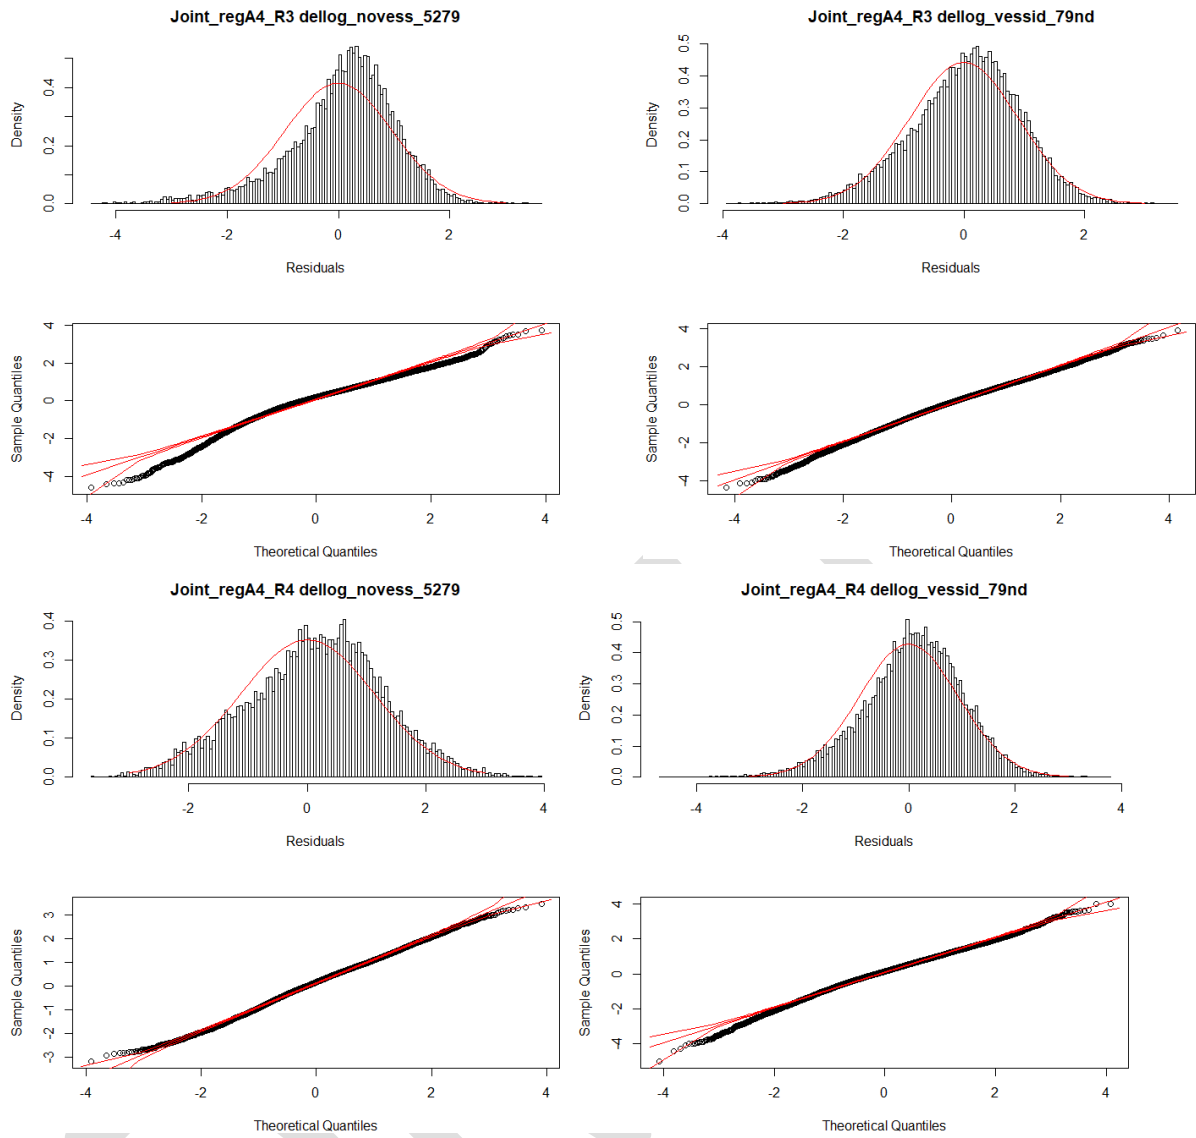 Joint_regA4_R3 dellog_novess_5279
Density
0.0 0.2 0.4
-4 -2 0 2
Residuals
Sample Quantiles
-4 -2 0 2 4
-4 -2 0 2 4
Theoretical Quantiles
Joint_regA4_R3 dellog_vessid_79nd
Density
0.0 0.1 0.2 0.3 0.4 0.5
-4 -2 0 2
Residuals
Sample Quantiles
-4 -2 0 2 4
-4 -2 0 2 4
Theoretical Quantiles
Joint_regA4_R4 dellog_novess_5279
Density
0.0 0.1 0.2 0.3 0.4
-2 0 2 4
Residuals
Sample Quantiles
-3 -2 -1 0 1 2 3
-4 -2 0 2 4
Theoretical Quantiles
Joint_regA4_R4 dellog_vessid_79nd
Density
0.0 0.1 0.2 0.3 0.4 0.5
-4 -2 0 2 4
Residuals
Sample Quantiles
-4 -2 0 2 4
-4 -2 0 2 4
Theoretical Quantiles